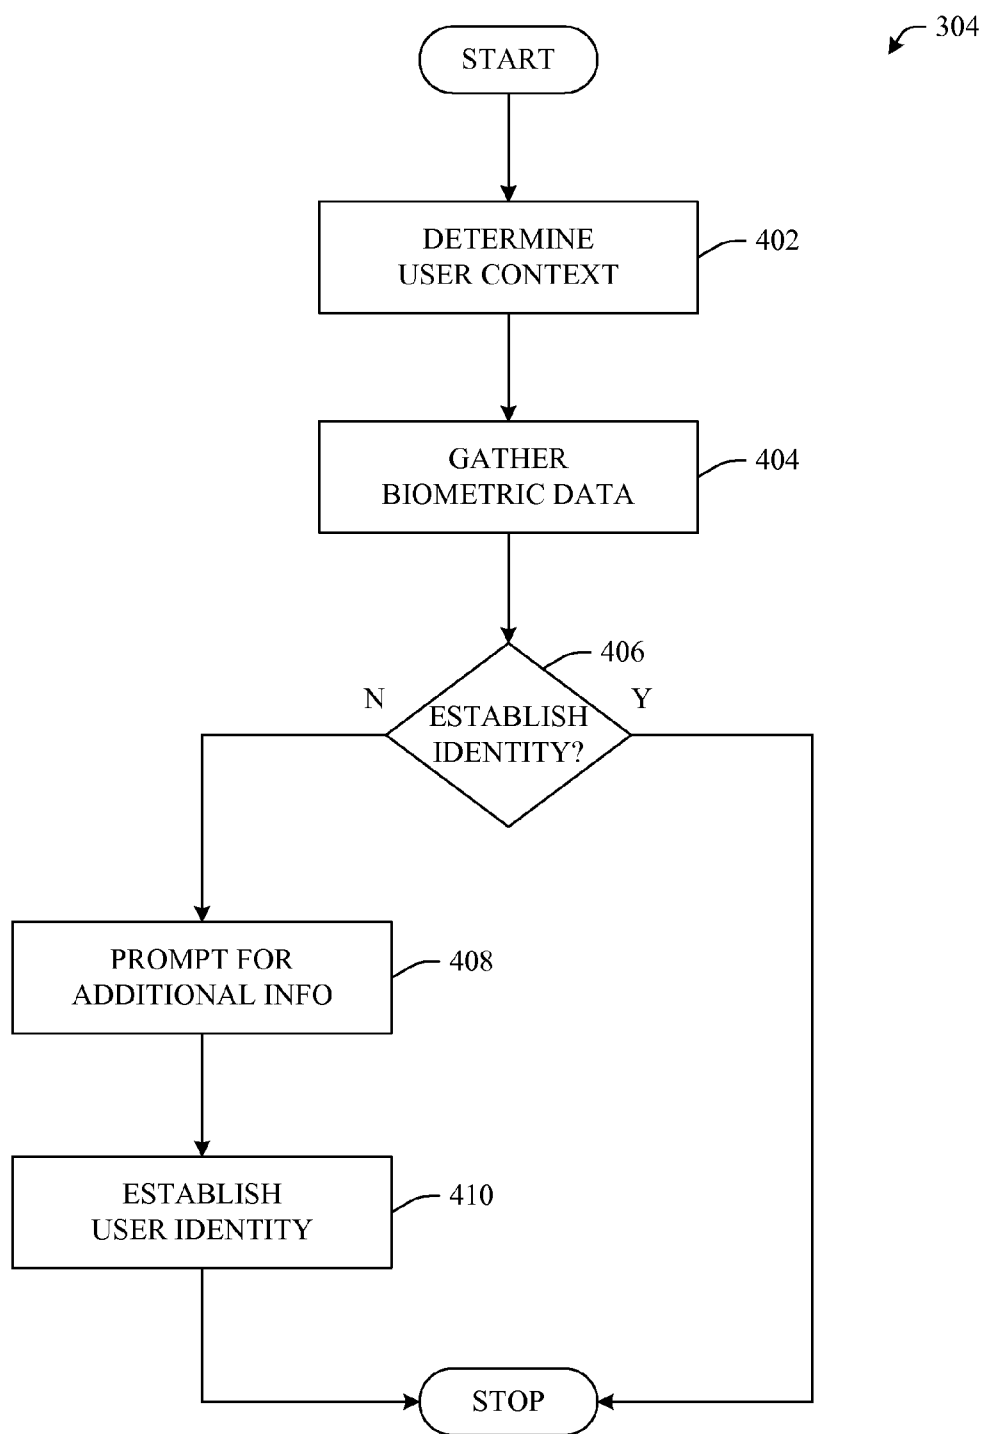 304
START
DETERMINE
USER CONTEXT
402
GATHER
BIOMETRIC DATA
404
406
N
Y
ESTABLISH
IDENTITY?
PROMPT FOR
ADDITIONAL INFO
408
ESTABLISH
USER IDENTITY
410
STOP